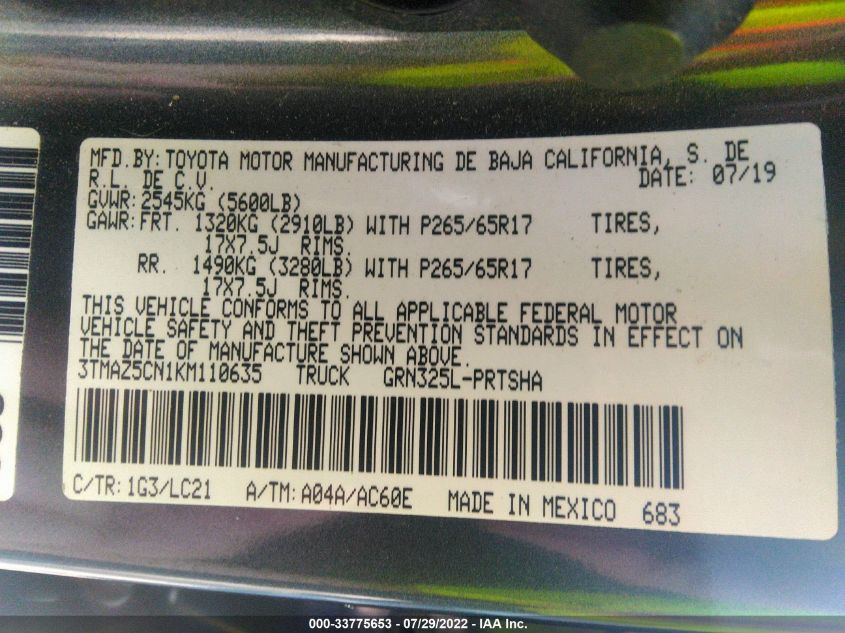 MFD.BY: TOYOTA MOTOR MANUFACTURING DE BAJA CALIFORNIA, S. DE
R.L. DE C.V. DATE: 07/19
GVWR: 2545KG (5600LB)
GAWR: FRT. 1320KG (2910LB) WITH P265/65R17 TIRES,
17X7.5J RIMS.
RR. 1490KG (3280LB) WITH P265/65R17 TIRES,
17X7.5J RIMS.
THIS VEHICLE CONFORMS TO ALL APPLICABLE FEDERAL MOTOR
VEHICLE SAFETY AND THEFT PREVENTION STANDARDS IN EFFECT ON
THE DATE OF MANUFACTURE SHOWN ABOVE.
3TMAZ5CN1KM110635 TRUCK GRN325L-PRTSHA
C/TR: 1G3/LC21 A/TM: A04A/AC60E MADE IN MEXICO 683
000-33775653 - 07/29/2022 - IAA Inc.